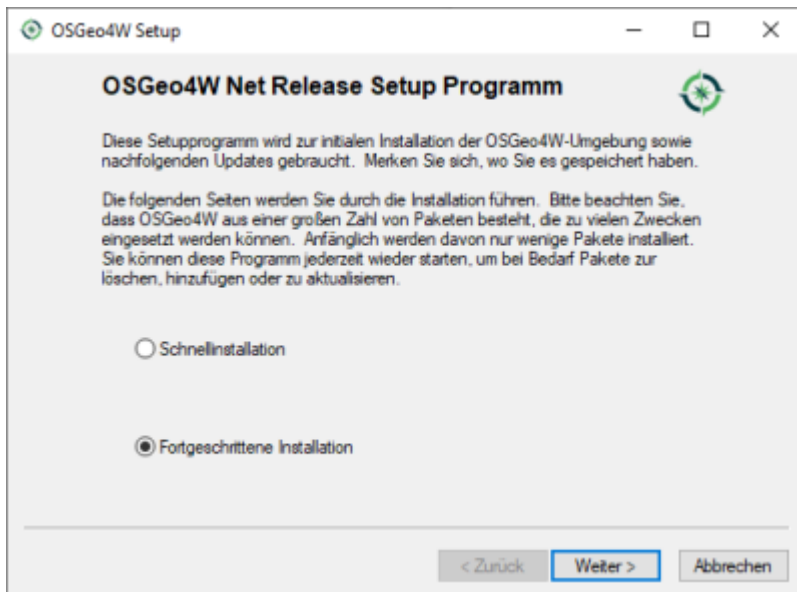 OSGeo4W Setup
OSGeo4W Net Release Setup Programm
Diese Setupprogramm wird zur initialen Installation der OSGeo4W-Umgebung sowie
nachfolgenden Updates gebraucht. Merken Sie sich, wo Sie es gespeichert haben.
Die folgenden Seiten werden Sie durch die Installation führen. Bitte beachten Sie,
dass OSGeo4W aus einer großen Zahl von Paketen besteht, die zu vielen Zwecken
eingesetzt werden können. Anfänglich werden davon nur wenige Pakete installiert.
Sie können diese Programm jederzeit wieder starten, um bei Bedarf Pakete zur
löschen, hinzufügen oder zu aktualisieren.
Schnellinstallation
Fortgeschrittene Installation
< Zurück Weiter > Abbrechen